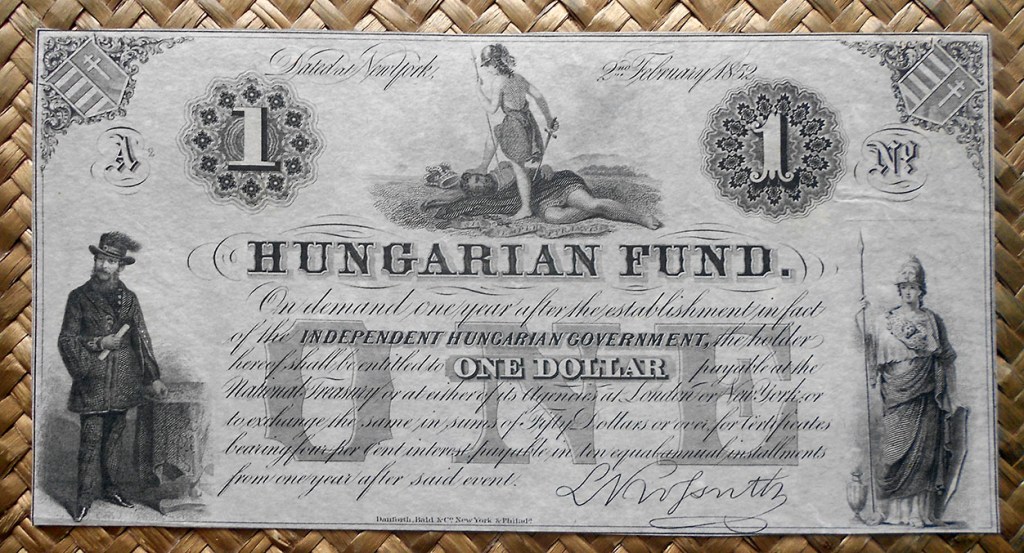 Dated at New York, 2nd February 1852
A
1
1
No
HUNGARIAN FUND.
On demand one year after the establishment, in fact
of the INDEPENDENT HUNGARIAN GOVERNMENT, the holder
hereof shall be entitled to ONE DOLLAR payable at the
National Treasury or at either of its Agencies at London or New York; or
to exchange the same, in sums of Fifty Dollars or over, for Certificates
bearing four per Cent interest, payable in ten equal annual installments
from one year after said event.
ONE
L Kossuth
Danforth, Bald & Co. New York & Philada.